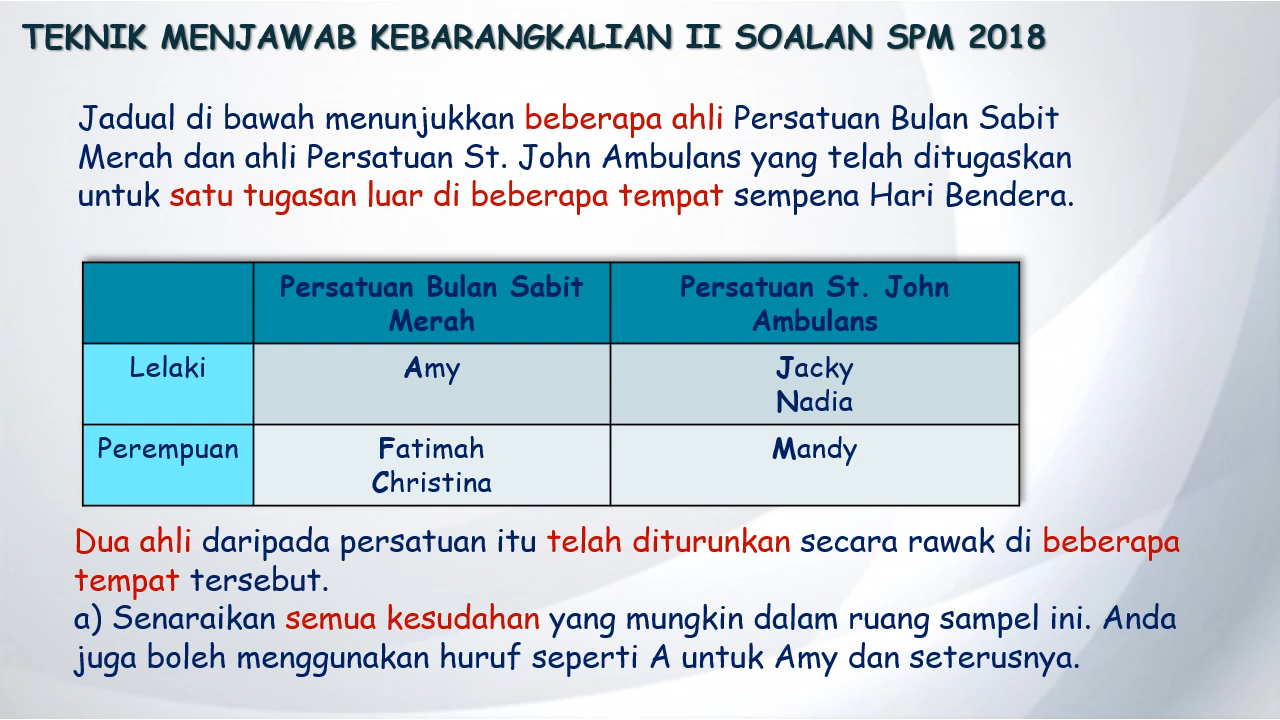 TEKNIK MENJAWAB KEBARANGKALIAN II SOALAN SPM 2018
Jadual di bawah menunjukkan beberapa ahli Persatuan Bulan Sabit
Merah dan ahli Persatuan St. John Ambulans yang telah ditugaskan
untuk satu tugasan luar di beberapa tempat sempena Hari Bendera.
Persatuan Bulan Sabit
Merah
Persatuan St. John
Ambulans
Lelaki
Amy
Jacky
Nadia
Perempuan
Fatimah
Christina
Mandy
Dua ahli daripada persatuan itu telah diturunkan secara rawak di beberapa
tempat tersebut.
a) Senaraikan semua kesudahan yang mungkin dalam ruang sampel ini. Anda
juga boleh menggunakan huruf seperti A untuk Amy dan seterusnya.